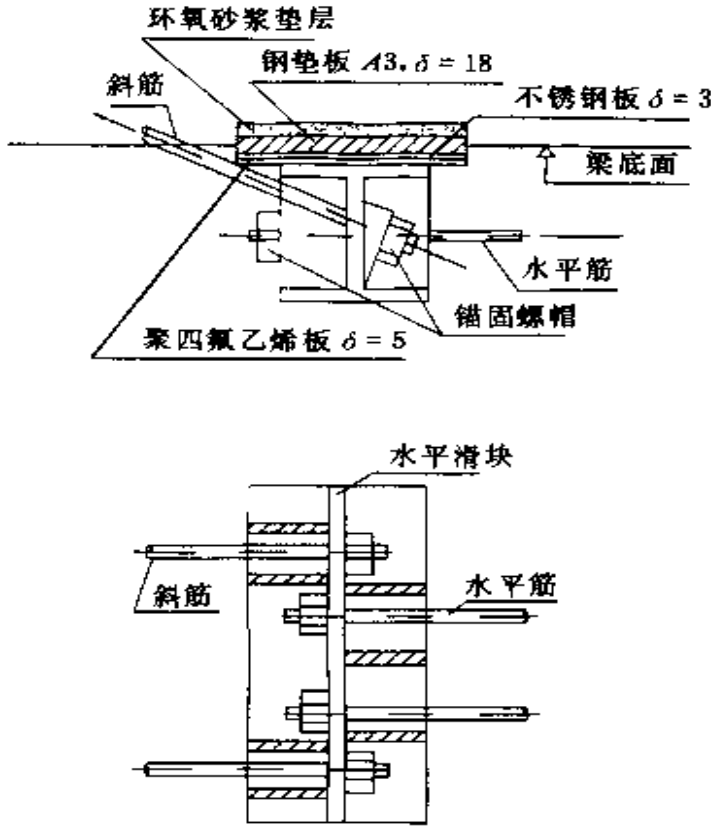 环氧砂浆垫层
钢垫板 A3，δ＝18
斜筋
不锈钢板 δ＝3
梁底面
水平筋
锚固螺帽
聚四氟乙烯板 δ＝5
水平滑块
斜筋
水平筋